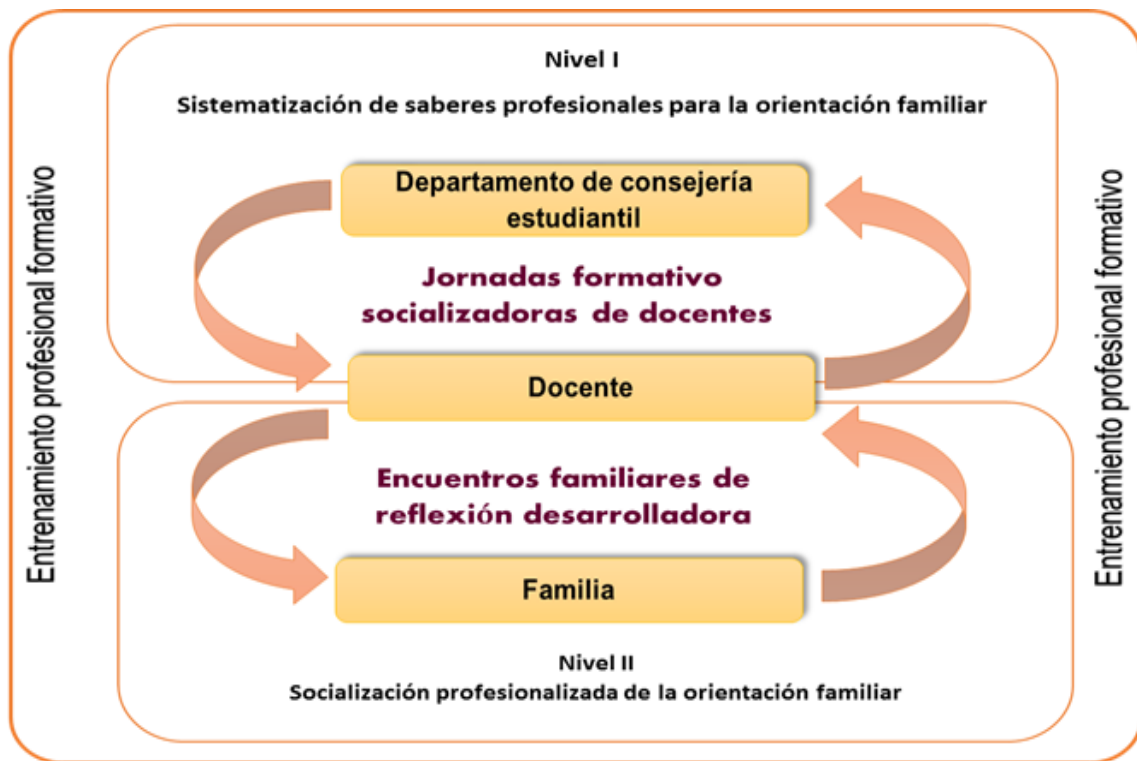 Entrenamiento profesional formativo
Nivel I
Sistematización de saberes profesionales para la orientación familiar
Departamento de consejería
estudiantil
Jornadas formativo
socializadoras de docentes
Docente
Encuentros familiares de
reflexión desarrolladora
Familia
Nivel II
Socialización profesionalizada de la orientación familiar
Entrenamiento profesional formativo